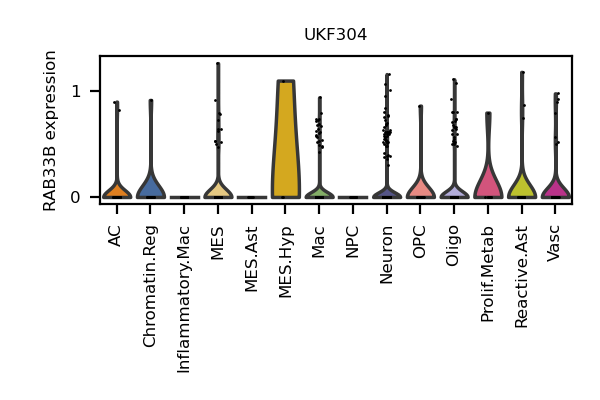 UKF304
RAB33B expression
1
0
AC
Chromatin.Reg
Inflammatory.Mac
MES
MES.Ast
MES.Hyp
Mac
NPC
Neuron
OPC
Oligo
Prolif.Metab
Reactive.Ast
Vasc